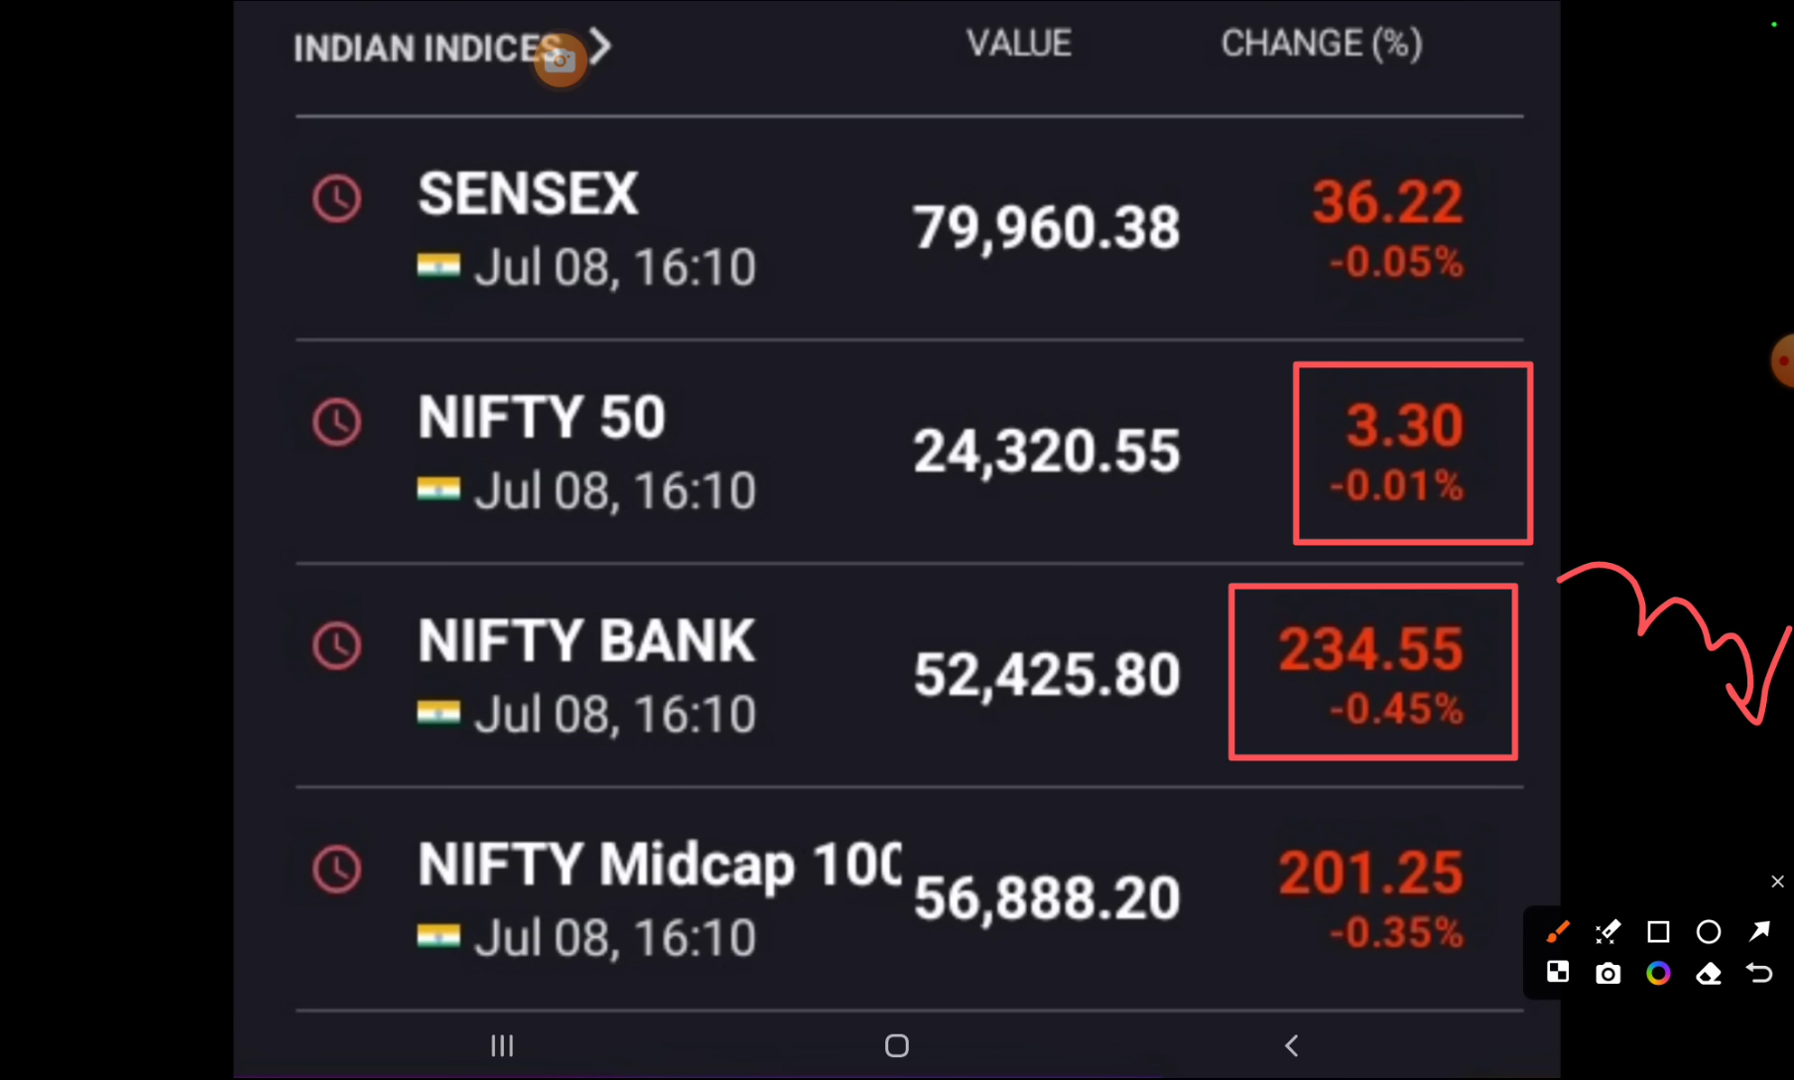 INDIAN INDICES
VALUE
CHANGE (%)
SENSEX
79,960.38
36.22
Jul 08, 16:10
-0.05%
NIFTY 50
24,320.55
3.30
Jul 08, 16:10
-0.01%
NIFTY BANK
52,425.80
234.55
Jul 08, 16:10
-0.45%
NIFTY Midcap 100
56,888.20
201.25
Jul 08, 16:10
-0.35%